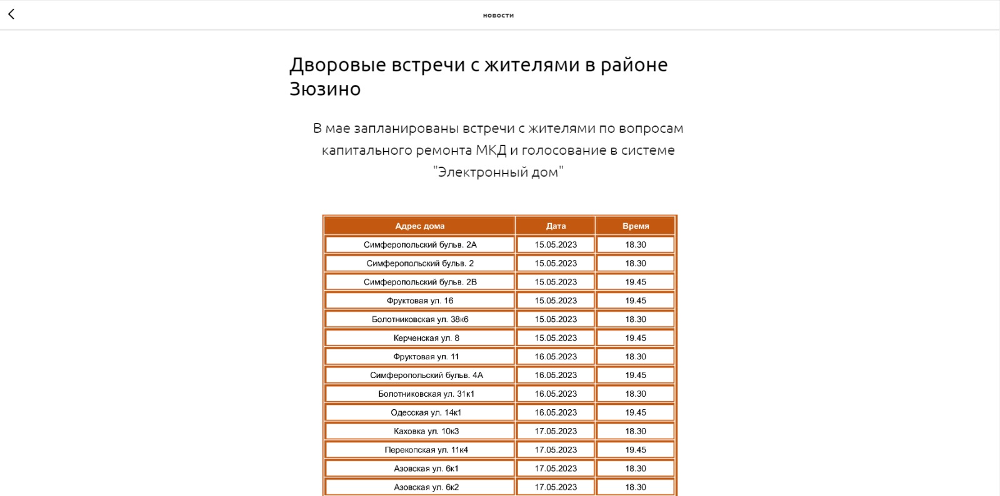 новости
Дворовые встречи с жителями в районе
Зюзино
В мае запланированы встречи с жителями по вопросам
капитального ремонта МКД и голосование в системе
"Электронный дом"
Адрес дома Дата Время
Симферопольский бульв. 2А 15.05.2023 18.30
Симферопольский бульв. 2 15.05.2023 18.30
Симферопольский бульв. 2В 15.05.2023 19.45
Фруктовая ул. 16 15.05.2023 19.45
Болотниковская ул. 38к6 15.05.2023 18.30
Керченская ул. 8 15.05.2023 19.45
Фруктовая ул. 11 16.05.2023 18.30
Симферопольский бульв. 4А 16.05.2023 19.45
Болотниковская ул. 31к1 16.05.2023 18.30
Одесская ул. 14к1 16.05.2023 19.45
Каховка ул. 10к3 17.05.2023 18.30
Перекопская ул. 11к4 17.05.2023 19.45
Азовская ул. 6к1 17.05.2023 18.30
Азовская ул. 6к2 17.05.2023 18.30